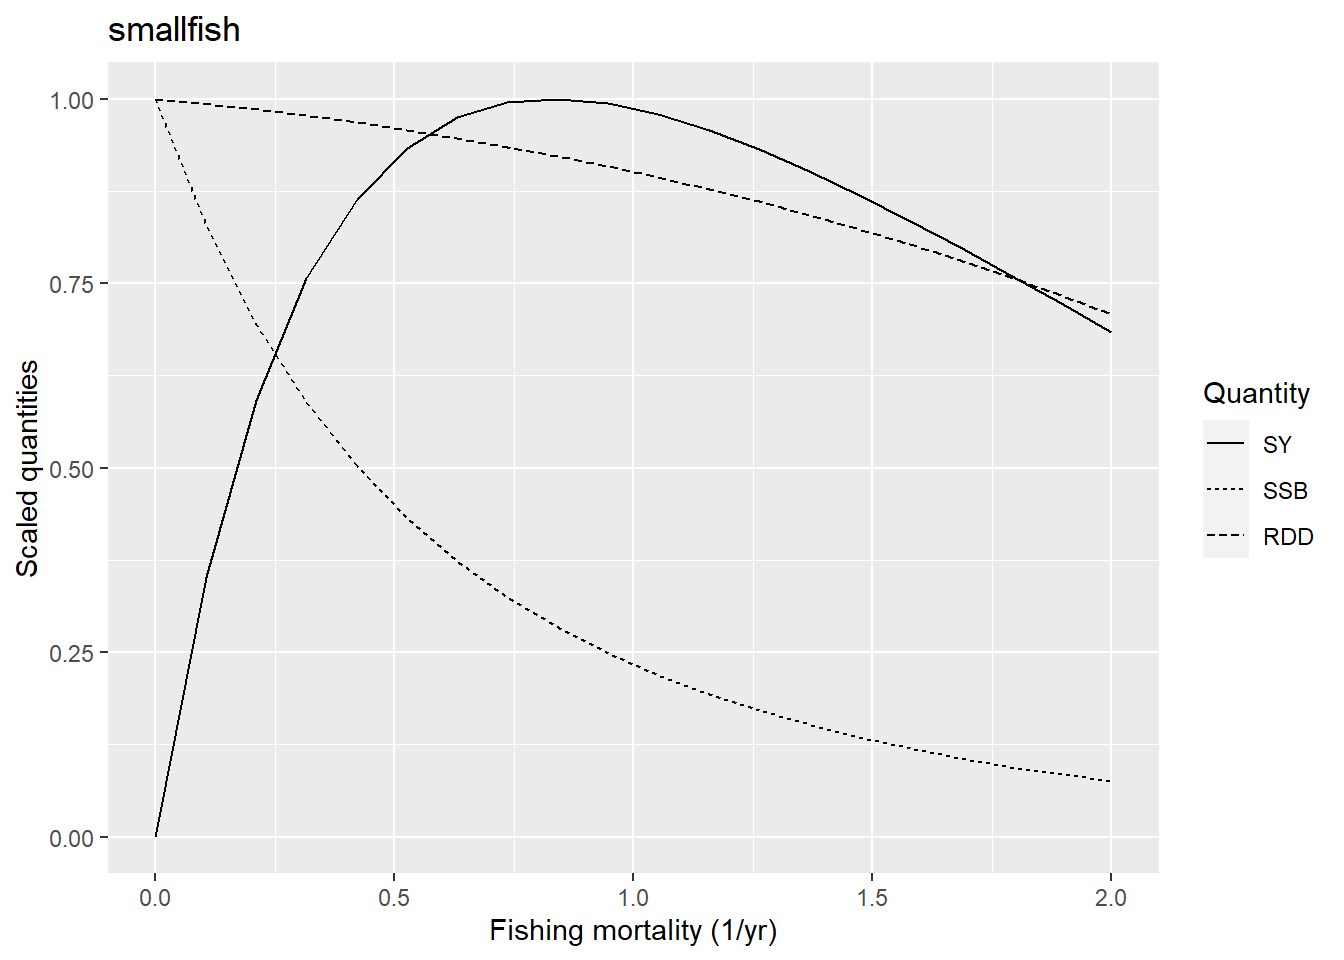 smallfish
1.00
0.75
0.50
0.25
0.00
Scaled quantities
0.0 0.5 1.0 1.5 2.0
Fishing mortality (1/yr)
Quantity
SY
SSB
RDD